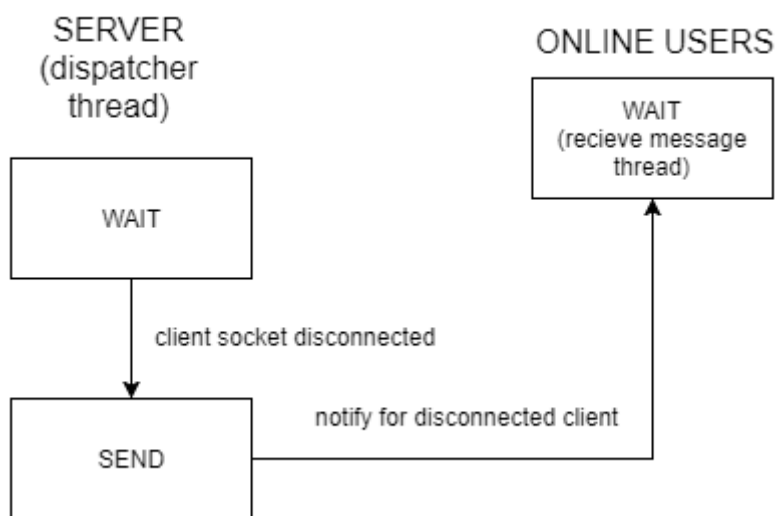 SERVER
(dispatcher
thread)
ONLINE USERS
WAIT
(recieve message
thread)
WAIT
client socket disconnected
notify for disconnected client
SEND